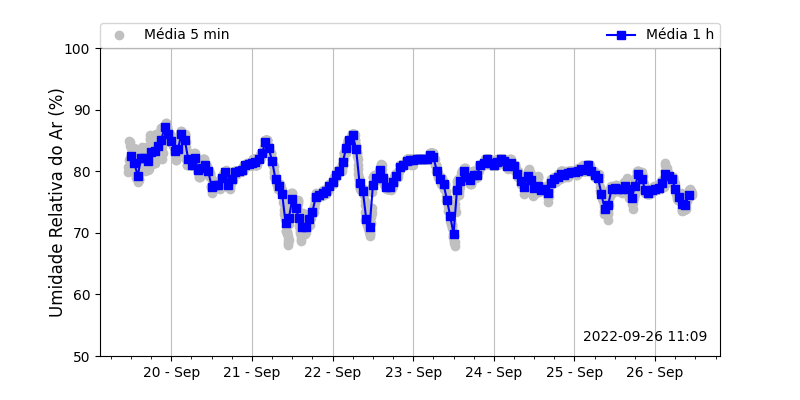 Média 5 min
Média 1 h
100
90
80
70
60
50
Umidade Relativa do Ar (%)
2022-09-26 11:09
20 - Sep
21 - Sep
22 - Sep
23 - Sep
24 - Sep
25 - Sep
26 - Sep